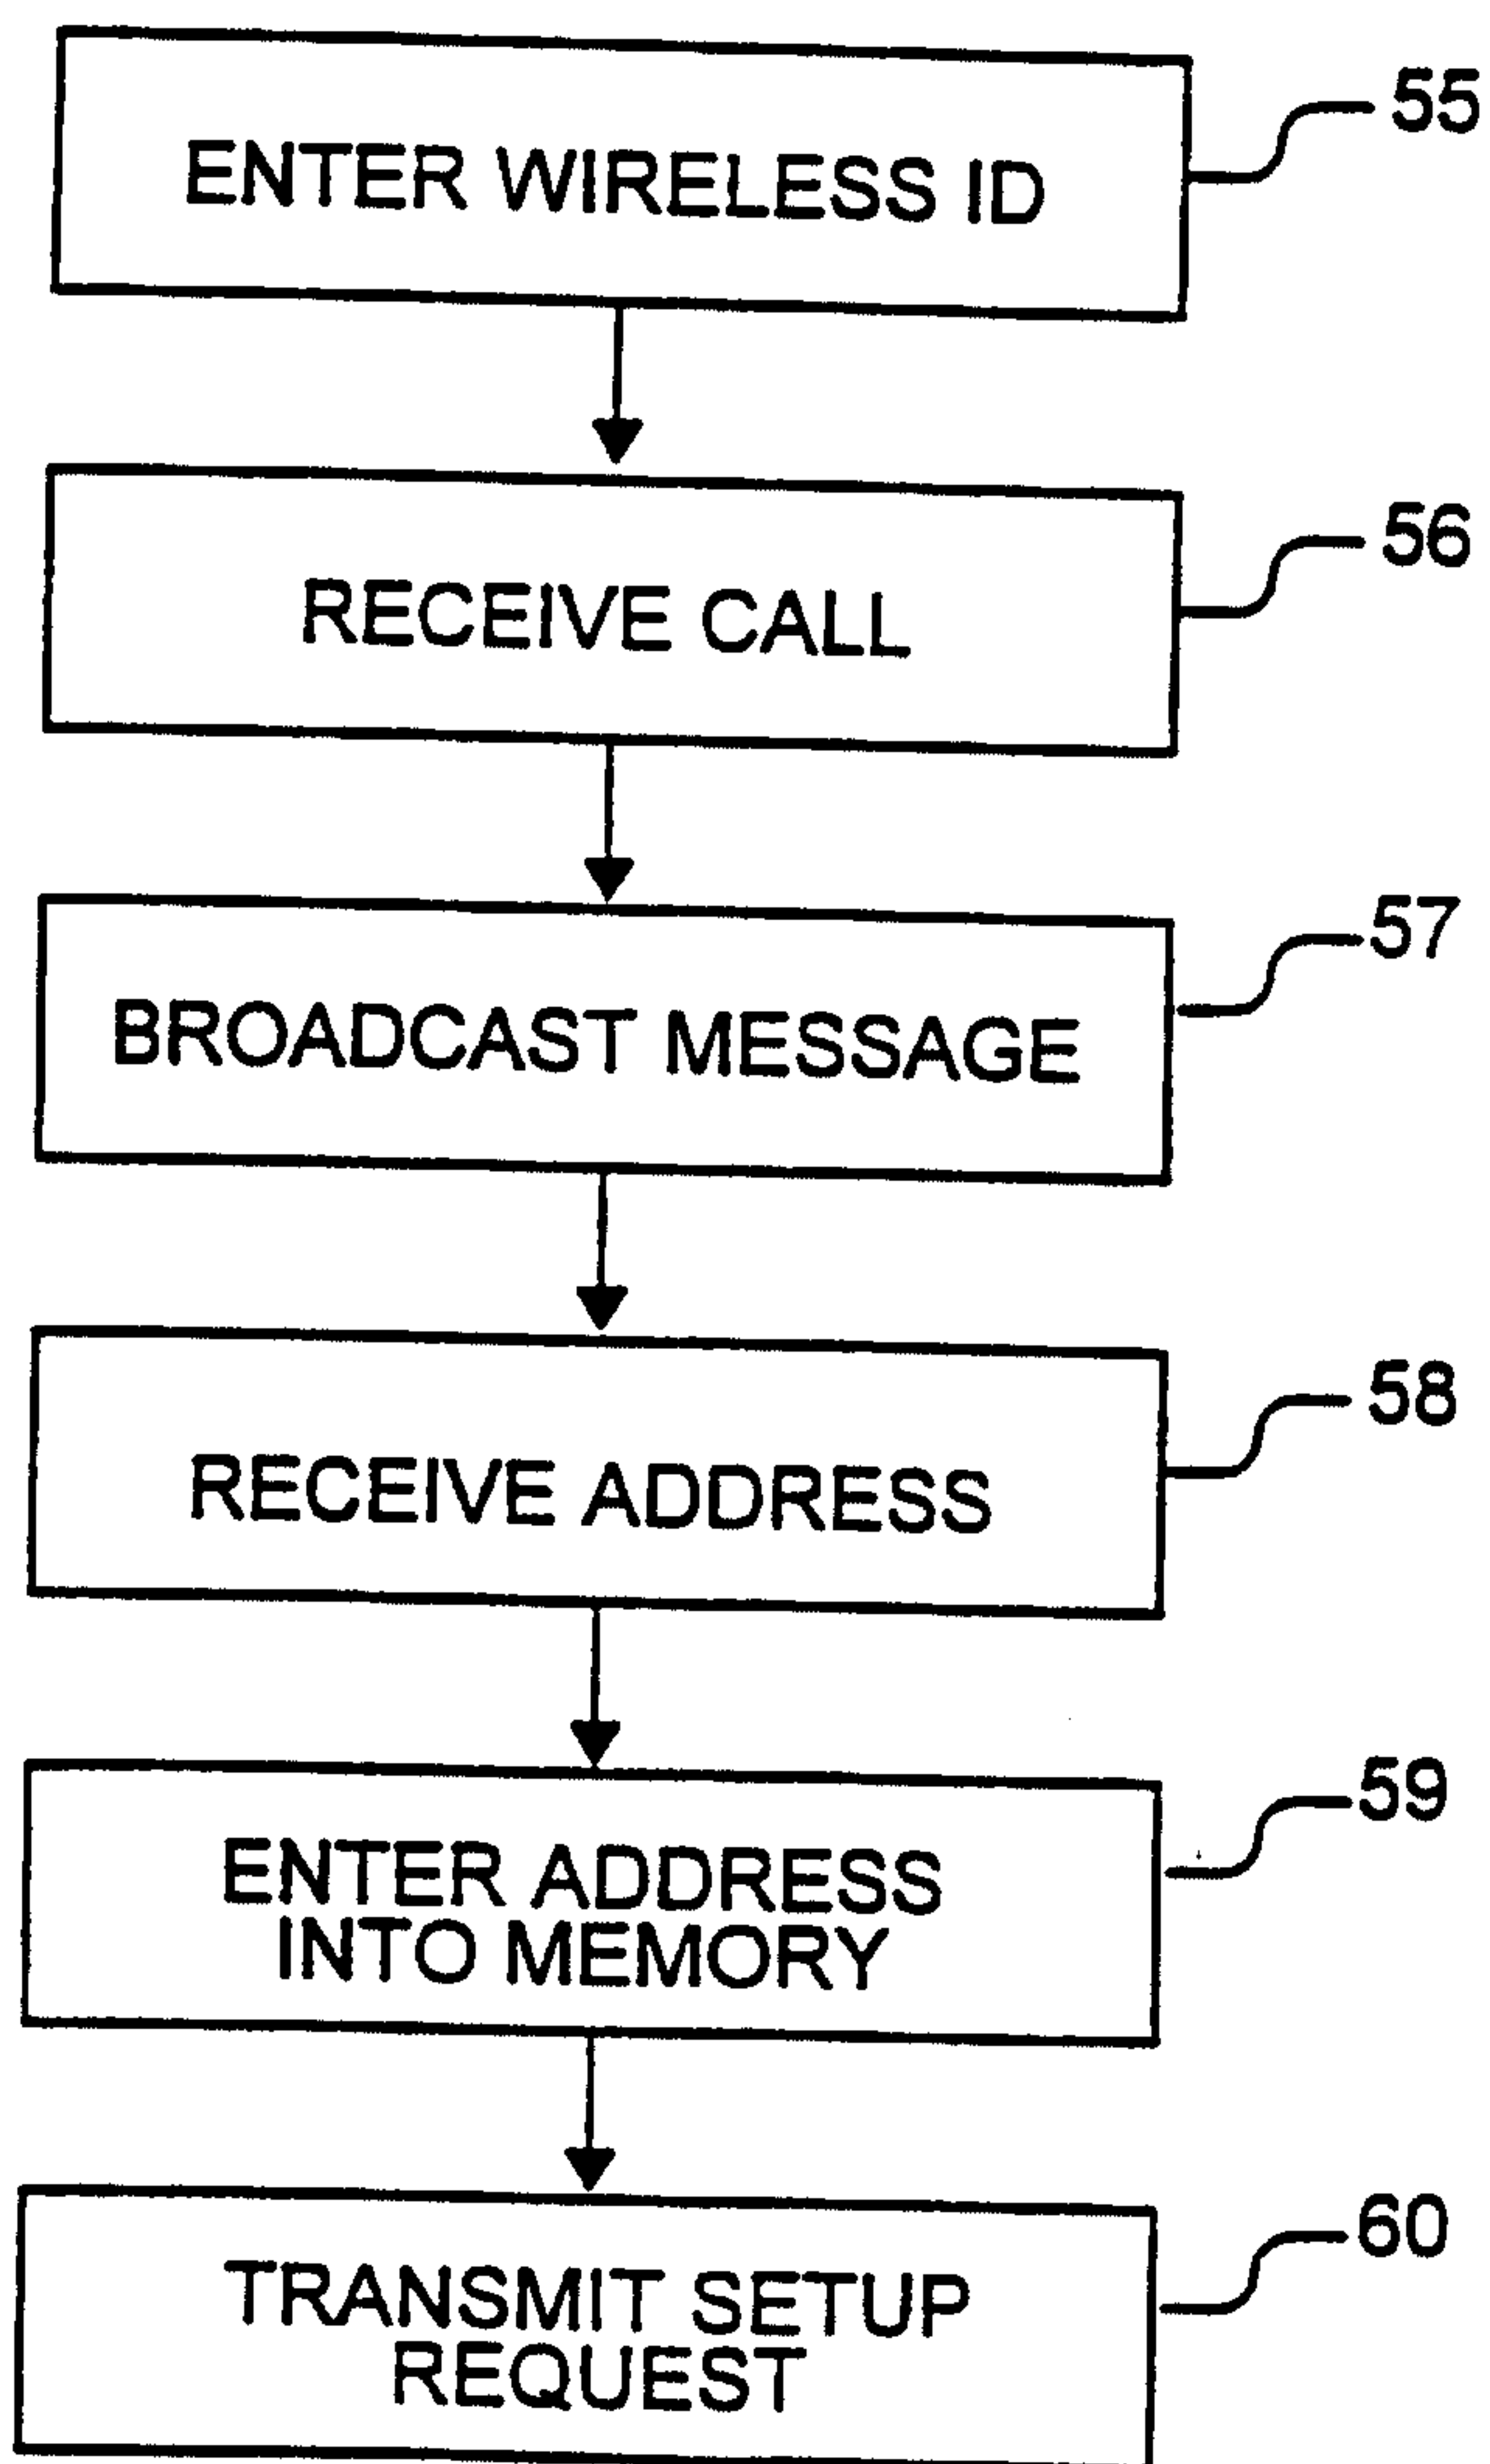 ENTER WIRELESS ID
55
RECEIVE CALL
56
BROADCAST MESSAGE
57
RECEIVE ADDRESS
58
ENTER ADDRESS
INTO MEMORY
59
TRANSMIT SETUP
REQUEST
60